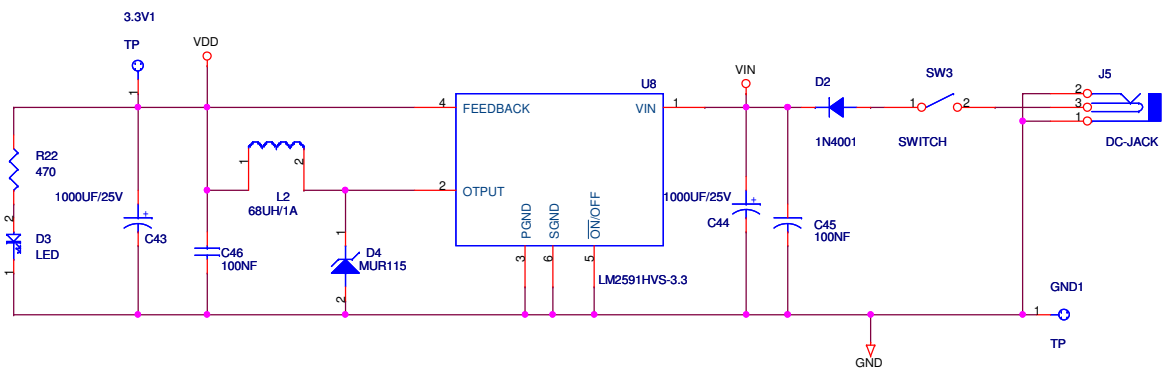 3.3V1
TP
1
VDD
R22
470
2
D3
LED
1
1000UF/25V
+
C43
C46
100NF
1
2
L2
68UH/1A
1
D4
MUR115
2
U8
4
FEEDBACK
VIN
1
2
OTPUT
PGND
SGND
ON/OFF
3
6
5
LM2591HVS-3.3
VIN
1000UF/25V
+
C44
C45
100NF
D2
1N4001
SW3
1
2
SWITCH
J5
2
3
1
DC-JACK
GND1
1
TP
GND